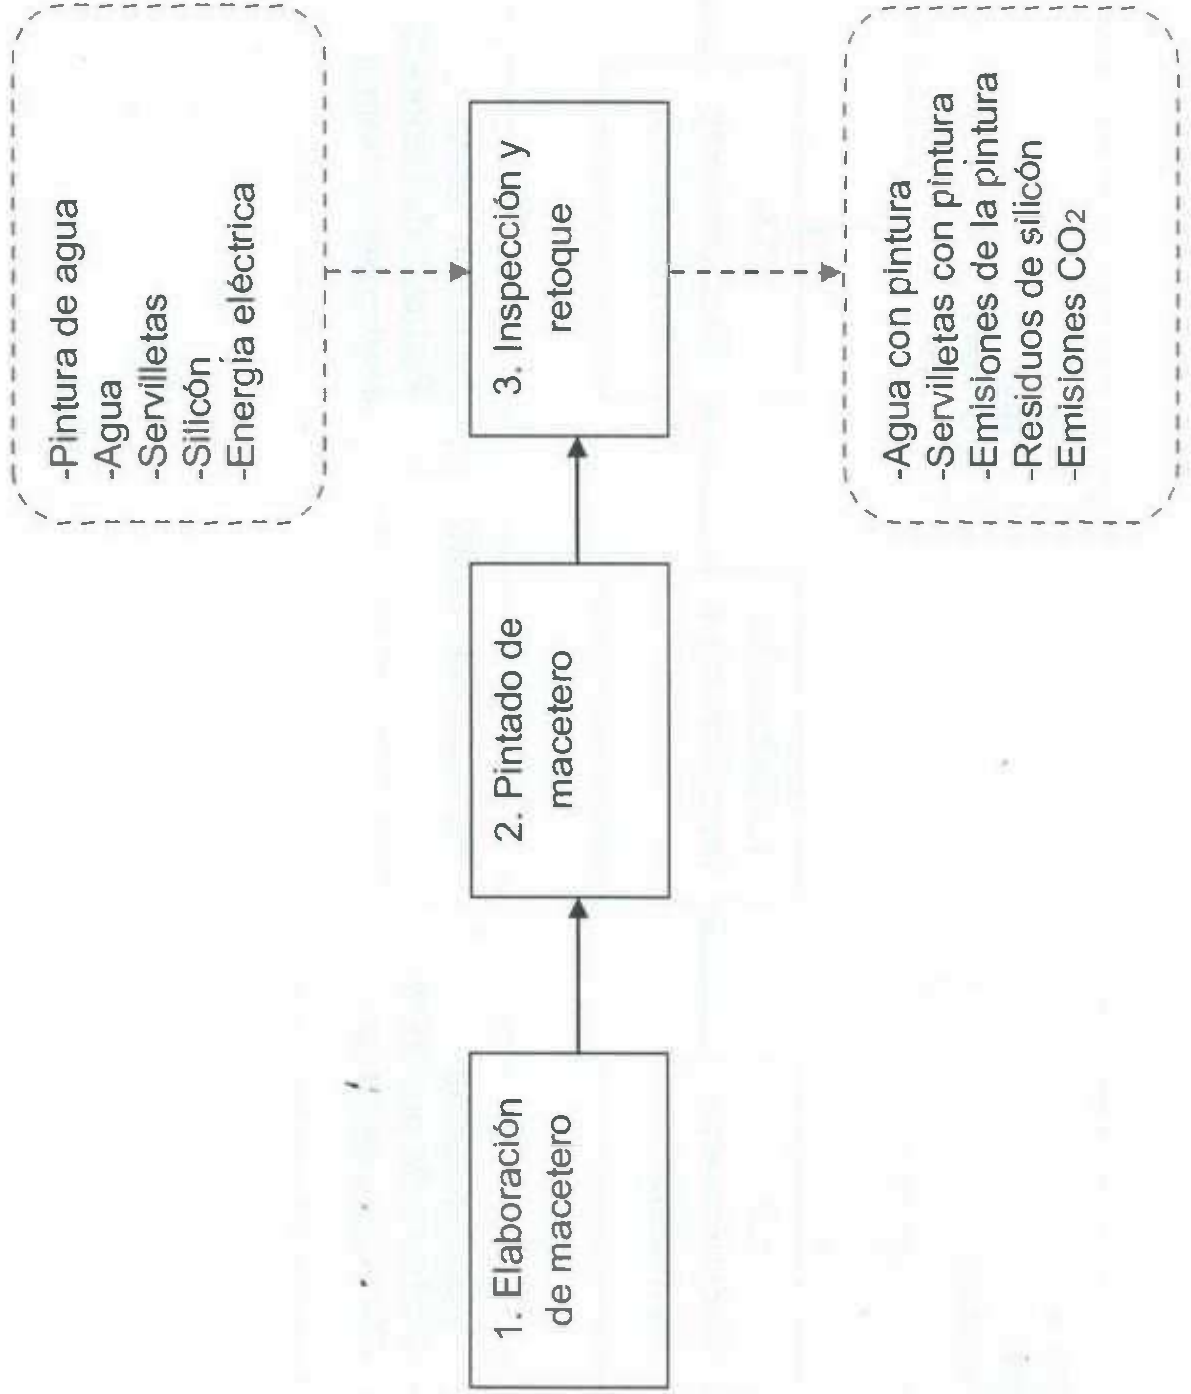 -Pintura de agua
-Agua
-Servilletas
-Silicón
-Energía eléctrica
1. Elaboración
de macetero
2. Pintado de
macetero
3. Inspección y
retoque
-Agua con pintura
-Servilletas con pintura
-Emisiones de la pintura
-Residuos de silicón
-Emisiones CO₂